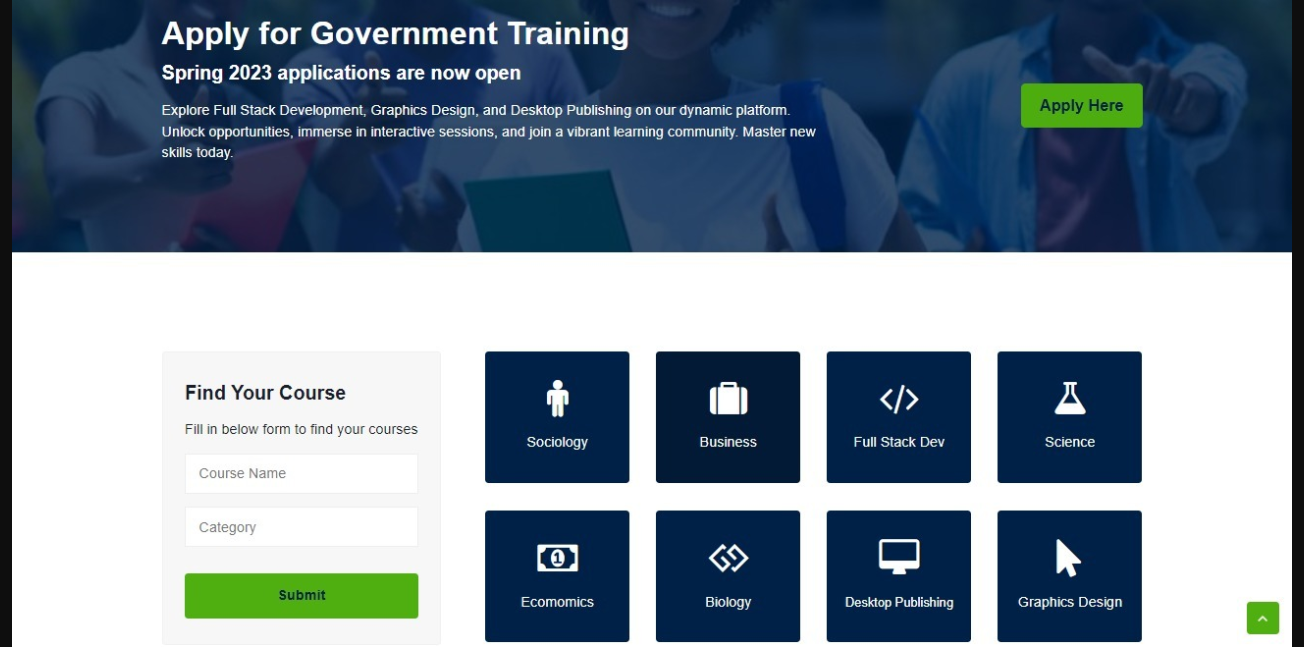 Apply for Government Training
Spring 2023 applications are now open
Explore Full Stack Development, Graphics Design, and Desktop Publishing on our dynamic platform.
Unlock opportunities, immerse in interactive sessions, and join a vibrant learning community. Master new
skills today.
Apply Here
Find Your Course
Fill in below form to find your courses
Course Name
Category
Submit
Sociology
Business
Full Stack Dev
Science
1
Ecomomics
Biology
Desktop Publishing
Graphics Design